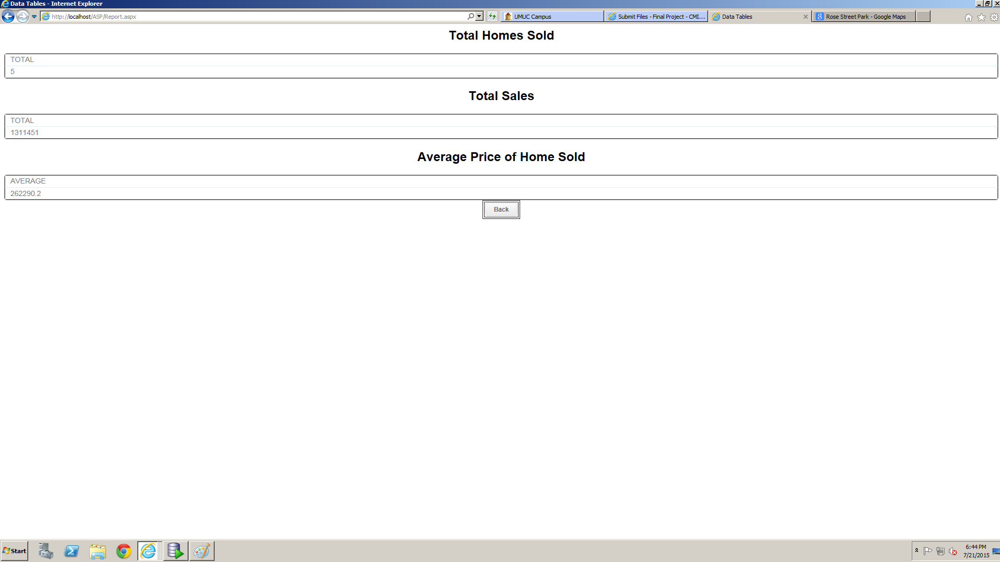 Data Tables - Internet Explorer
http://localhost/ASP/Report.aspx
UMUC Campus
Submit Files - Final Project - CMI...
Data Tables
Rose Street Park - Google Maps
Total Homes Sold
TOTAL
5
Total Sales
TOTAL
1311451
Average Price of Home Sold
AVERAGE
262290.2
Back
Start
6:44 PM
7/21/2015